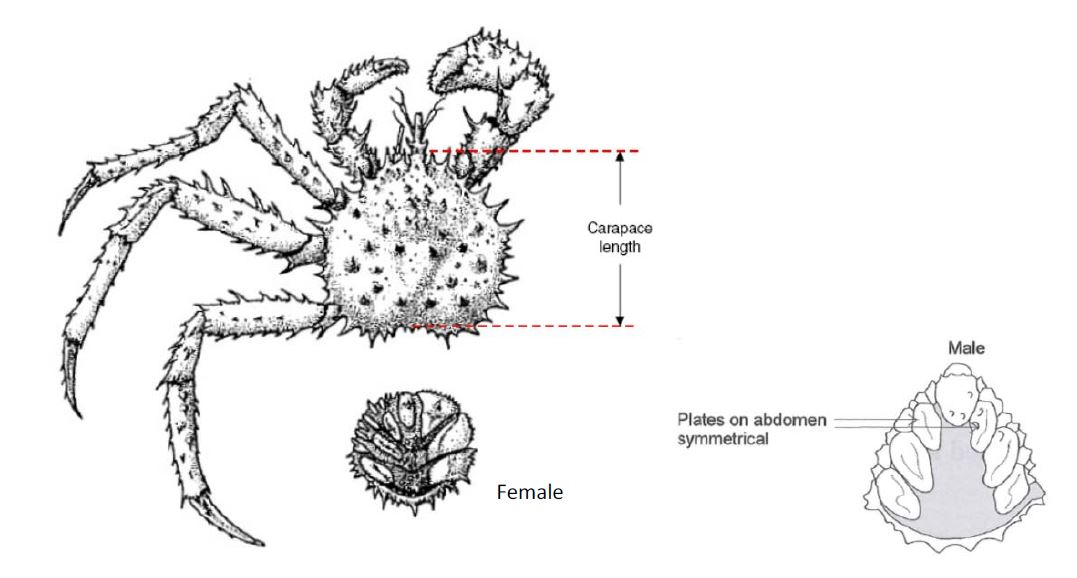 Carapace
length
Male
Plates on abdomen
symmetrical
Female